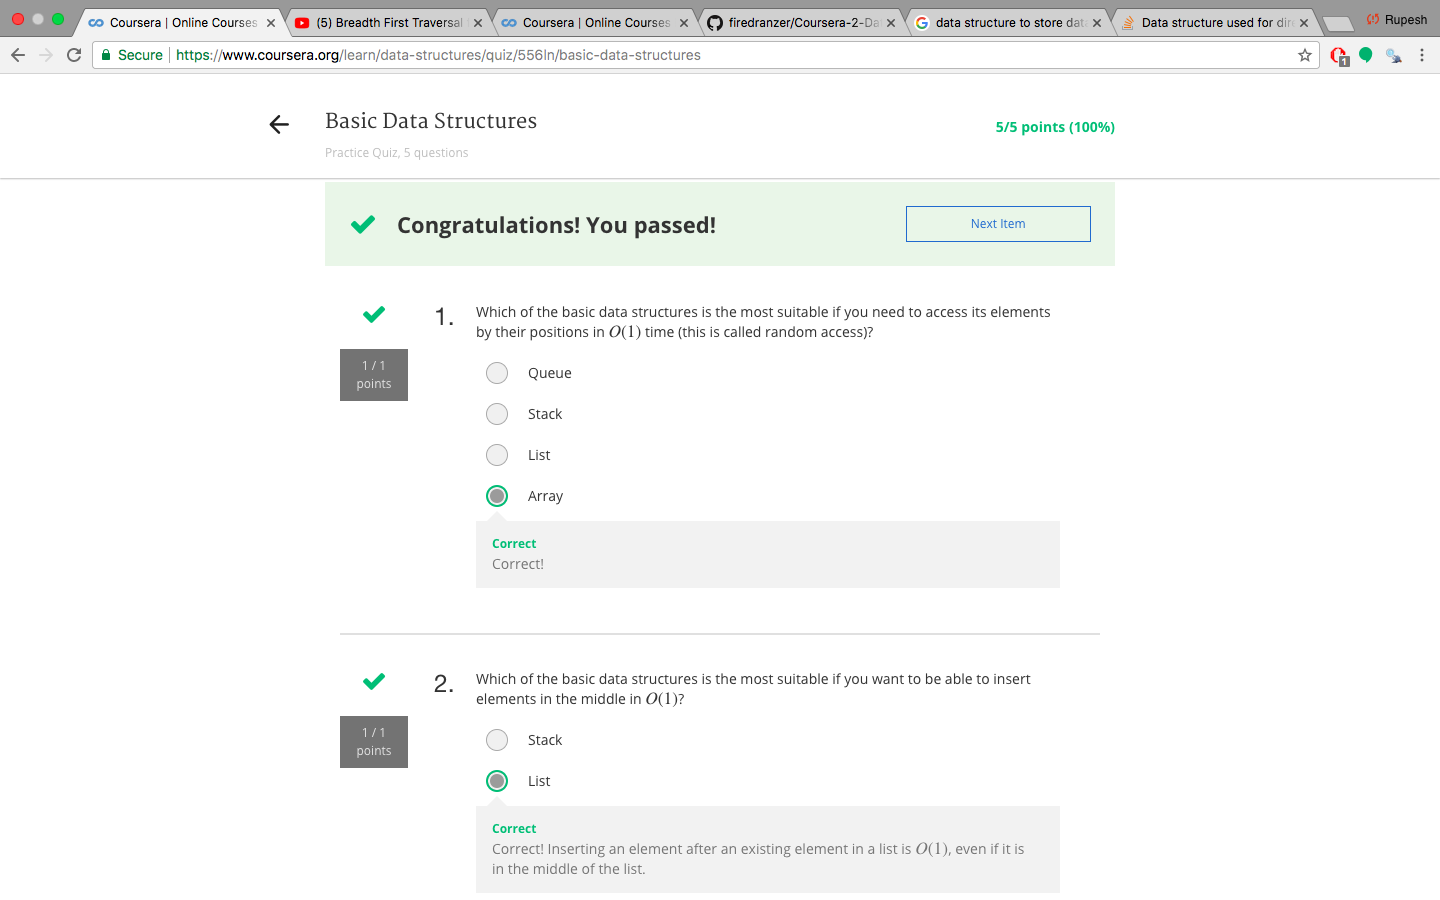 Coursera | Online Courses
(5) Breadth First Traversal
Coursera | Online Courses
firedranzer/Coursera-2-Da
data structure to store dat
Data structure used for dire
Rupesh
Secure
https://www.coursera.org/learn/data-structures/quiz/556ln/basic-data-structures
1
Basic Data Structures
Practice Quiz, 5 questions
5/5 points (100%)
Congratulations! You passed!
Next Item
1 / 1
points
1.
Which of the basic data structures is the most suitable if you need to access its elements
by their positions in O(1) time (this is called random access)?
Queue
Stack
List
Array
Correct
Correct!
1 / 1
points
2.
Which of the basic data structures is the most suitable if you want to be able to insert
elements in the middle in O(1)?
Stack
List
Correct
Correct! Inserting an element after an existing element in a list is O(1), even if it is
in the middle of the list.